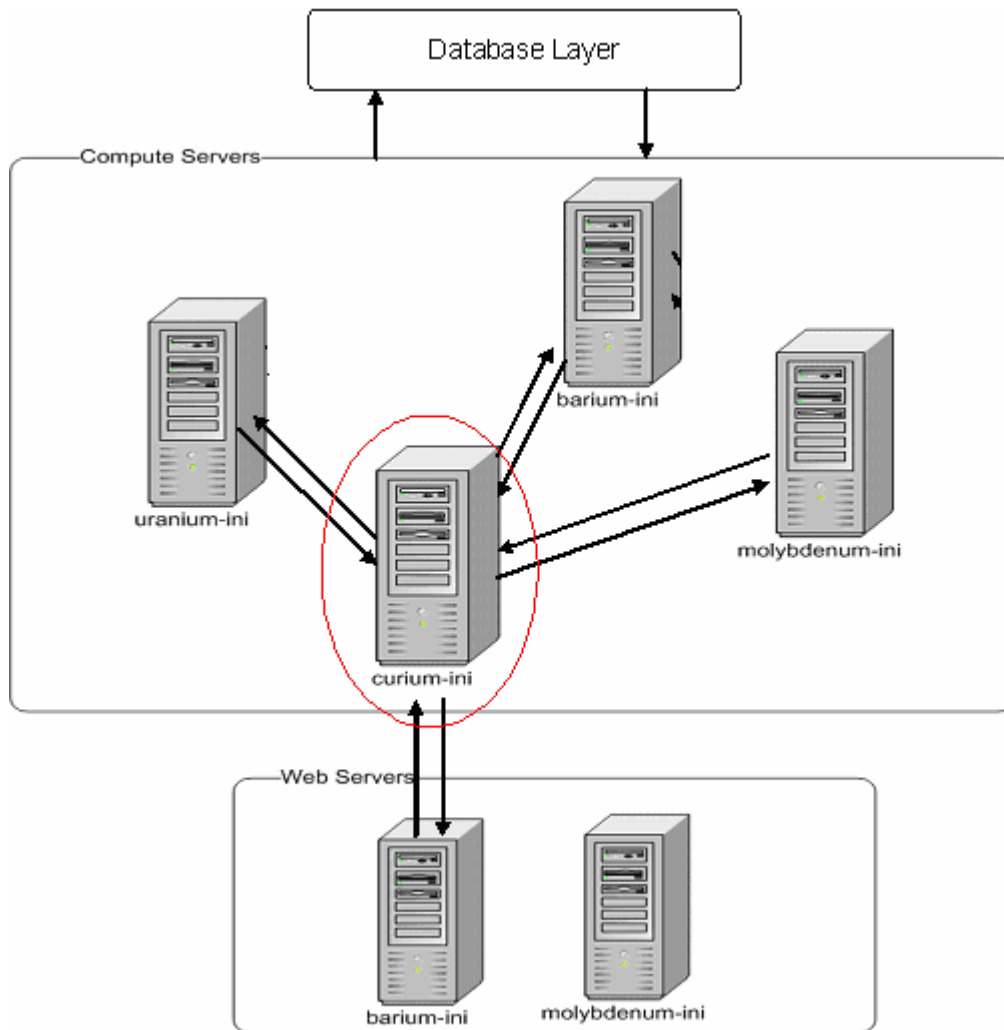 Database Layer
Compute Servers
barium-ini
uranium-ini
molybdenum-ini
curium-ini
Web Servers
barium-ini
molybdenum-ini